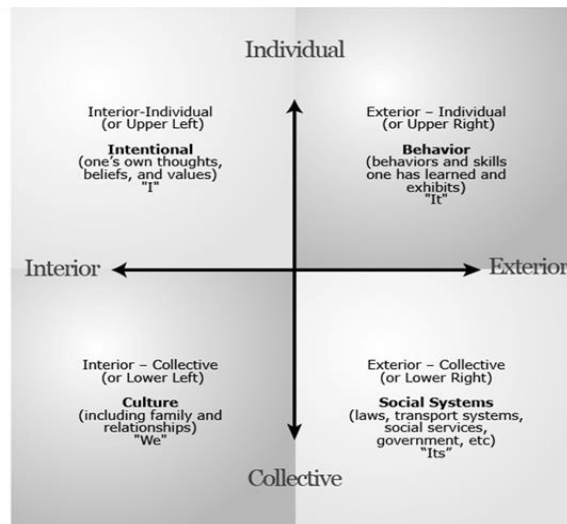 Individual
Interior-Individual
(or Upper Left)
Intentional
(one's own thoughts,
beliefs, and values)
"I"
Exterior – Individual
(or Upper Right)
Behavior
(behaviors and skills
one has learned and
exhibits)
"It"
Interior
Exterior
Interior – Collective
(or Lower Left)
Culture
(including family and
relationships)
"We"
Exterior – Collective
(or Lower Right)
Social Systems
(laws, transport systems,
social services,
government, etc)
"Its"
Collective